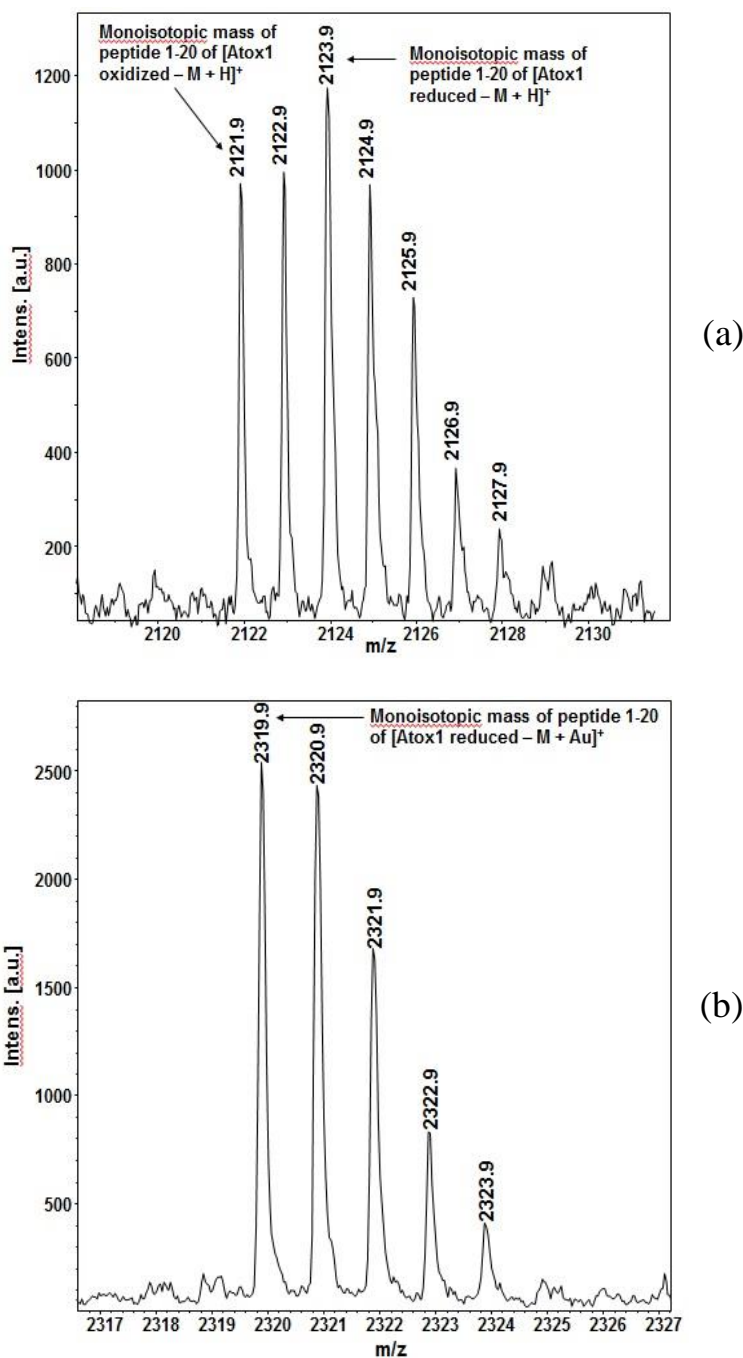 Monoisotopic mass of
peptide 1-20 of [Atox1
oxidized – M + H]+
2123.9
Monoisotopic mass of
peptide 1-20 of [Atox1
reduced – M + H]+
1200
2121.9
2122.9
2124.9
1000
2125.9
800
Intens. [a.u.]
(a)
600
2126.9
400
2127.9
200
2120 2122 2124 2126 2128 2130
m/z
2319.9
Monoisotopic mass of peptide 1-20
of [Atox1 reduced – M + Au]+
2320.9
2500
2321.9
2000
Intens. [a.u.]
(b)
1500
2322.9
1000
2323.9
500
2317 2318 2319 2320 2321 2322 2323 2324 2325 2326 2327
m/z